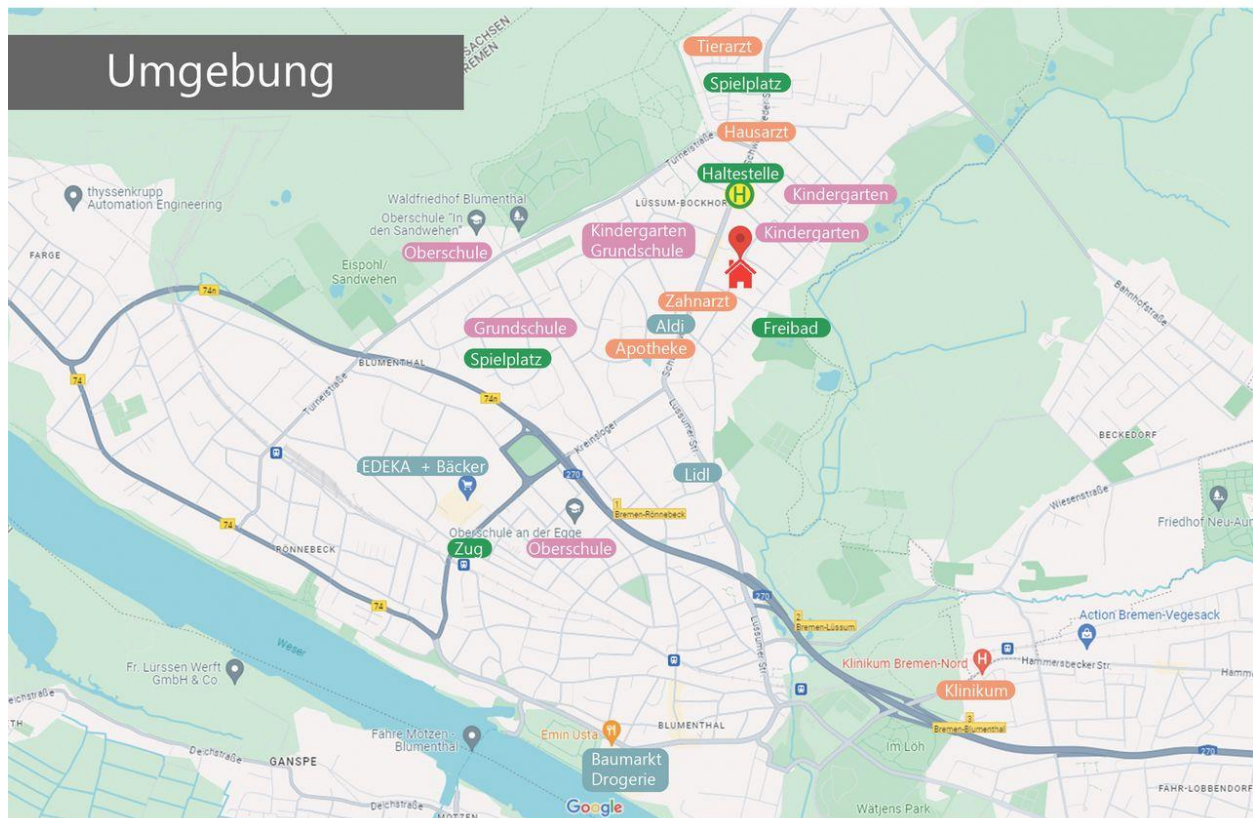 Umgebung
SACHSEN
BREMEN
Tierarzt
Spielplatz
Hausarzt
Turnerstraße
Haltestelle
H
LÜSSUM-BOCKHORN
Kindergarten
thyssenkrupp
Automation Engineering
Waldfriedhof Blumenthal
Oberschule "In
den Sandwehen"
Oberschule
Kindergarten
Grundschule
Kindergarten
FARGE
Eispohl/
Sandwehen
74n
Zahnarzt
Aldi
Freibad
Bahnhofstraße
Grundschule
Spielplatz
Apotheke
BLUMENTHAL
74
Turnerstraße
74n
Kreinsloger
Lüssumer Str.
BECKEDORF
EDEKA + Bäcker
270
Lidl
Wiesenstraße
1
Bremen-Rönnebeck
Friedhof Neu-Aum
74
Oberschule an der Egge
Oberschule
Zug
RÖNNEBECK
74
270
2
Bremen-Lüssum
Lüssumer Str.
Action Bremen-Vegesack
Weser
Klinikum Bremen-Nord
H
Hammersbecker Str.
Hamme
Klinikum
Fr. Lürssen Werft
GmbH & Co.
Deichstraße
TH
Fähre Motzen -
Blumenthal
Emin Usta
BLUMENTHAL
3
Bremen-Blumenthal
270
Im Loh
Deichstraße
GANSPE
Baumarkt
Drogerie
Deichstraße
MOTZEN
Google
Watjens Park
FÄHR-LOBBENDORF